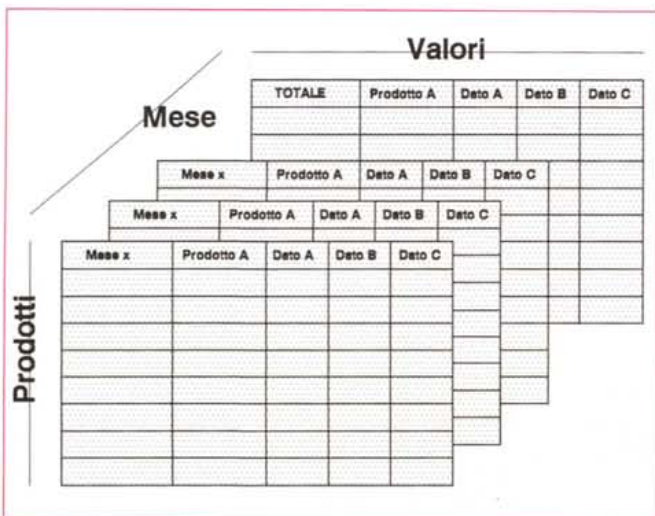 Valori
Mese
Prodotti
TOTALE Prodotto A Dato A Dato B Dato C
Mese x Prodotto A Dato A Dato B Dato C
Mese x Prodotto A Dato A Dato B Dato C
Mese x Prodotto A Dato A Dato B Dato C